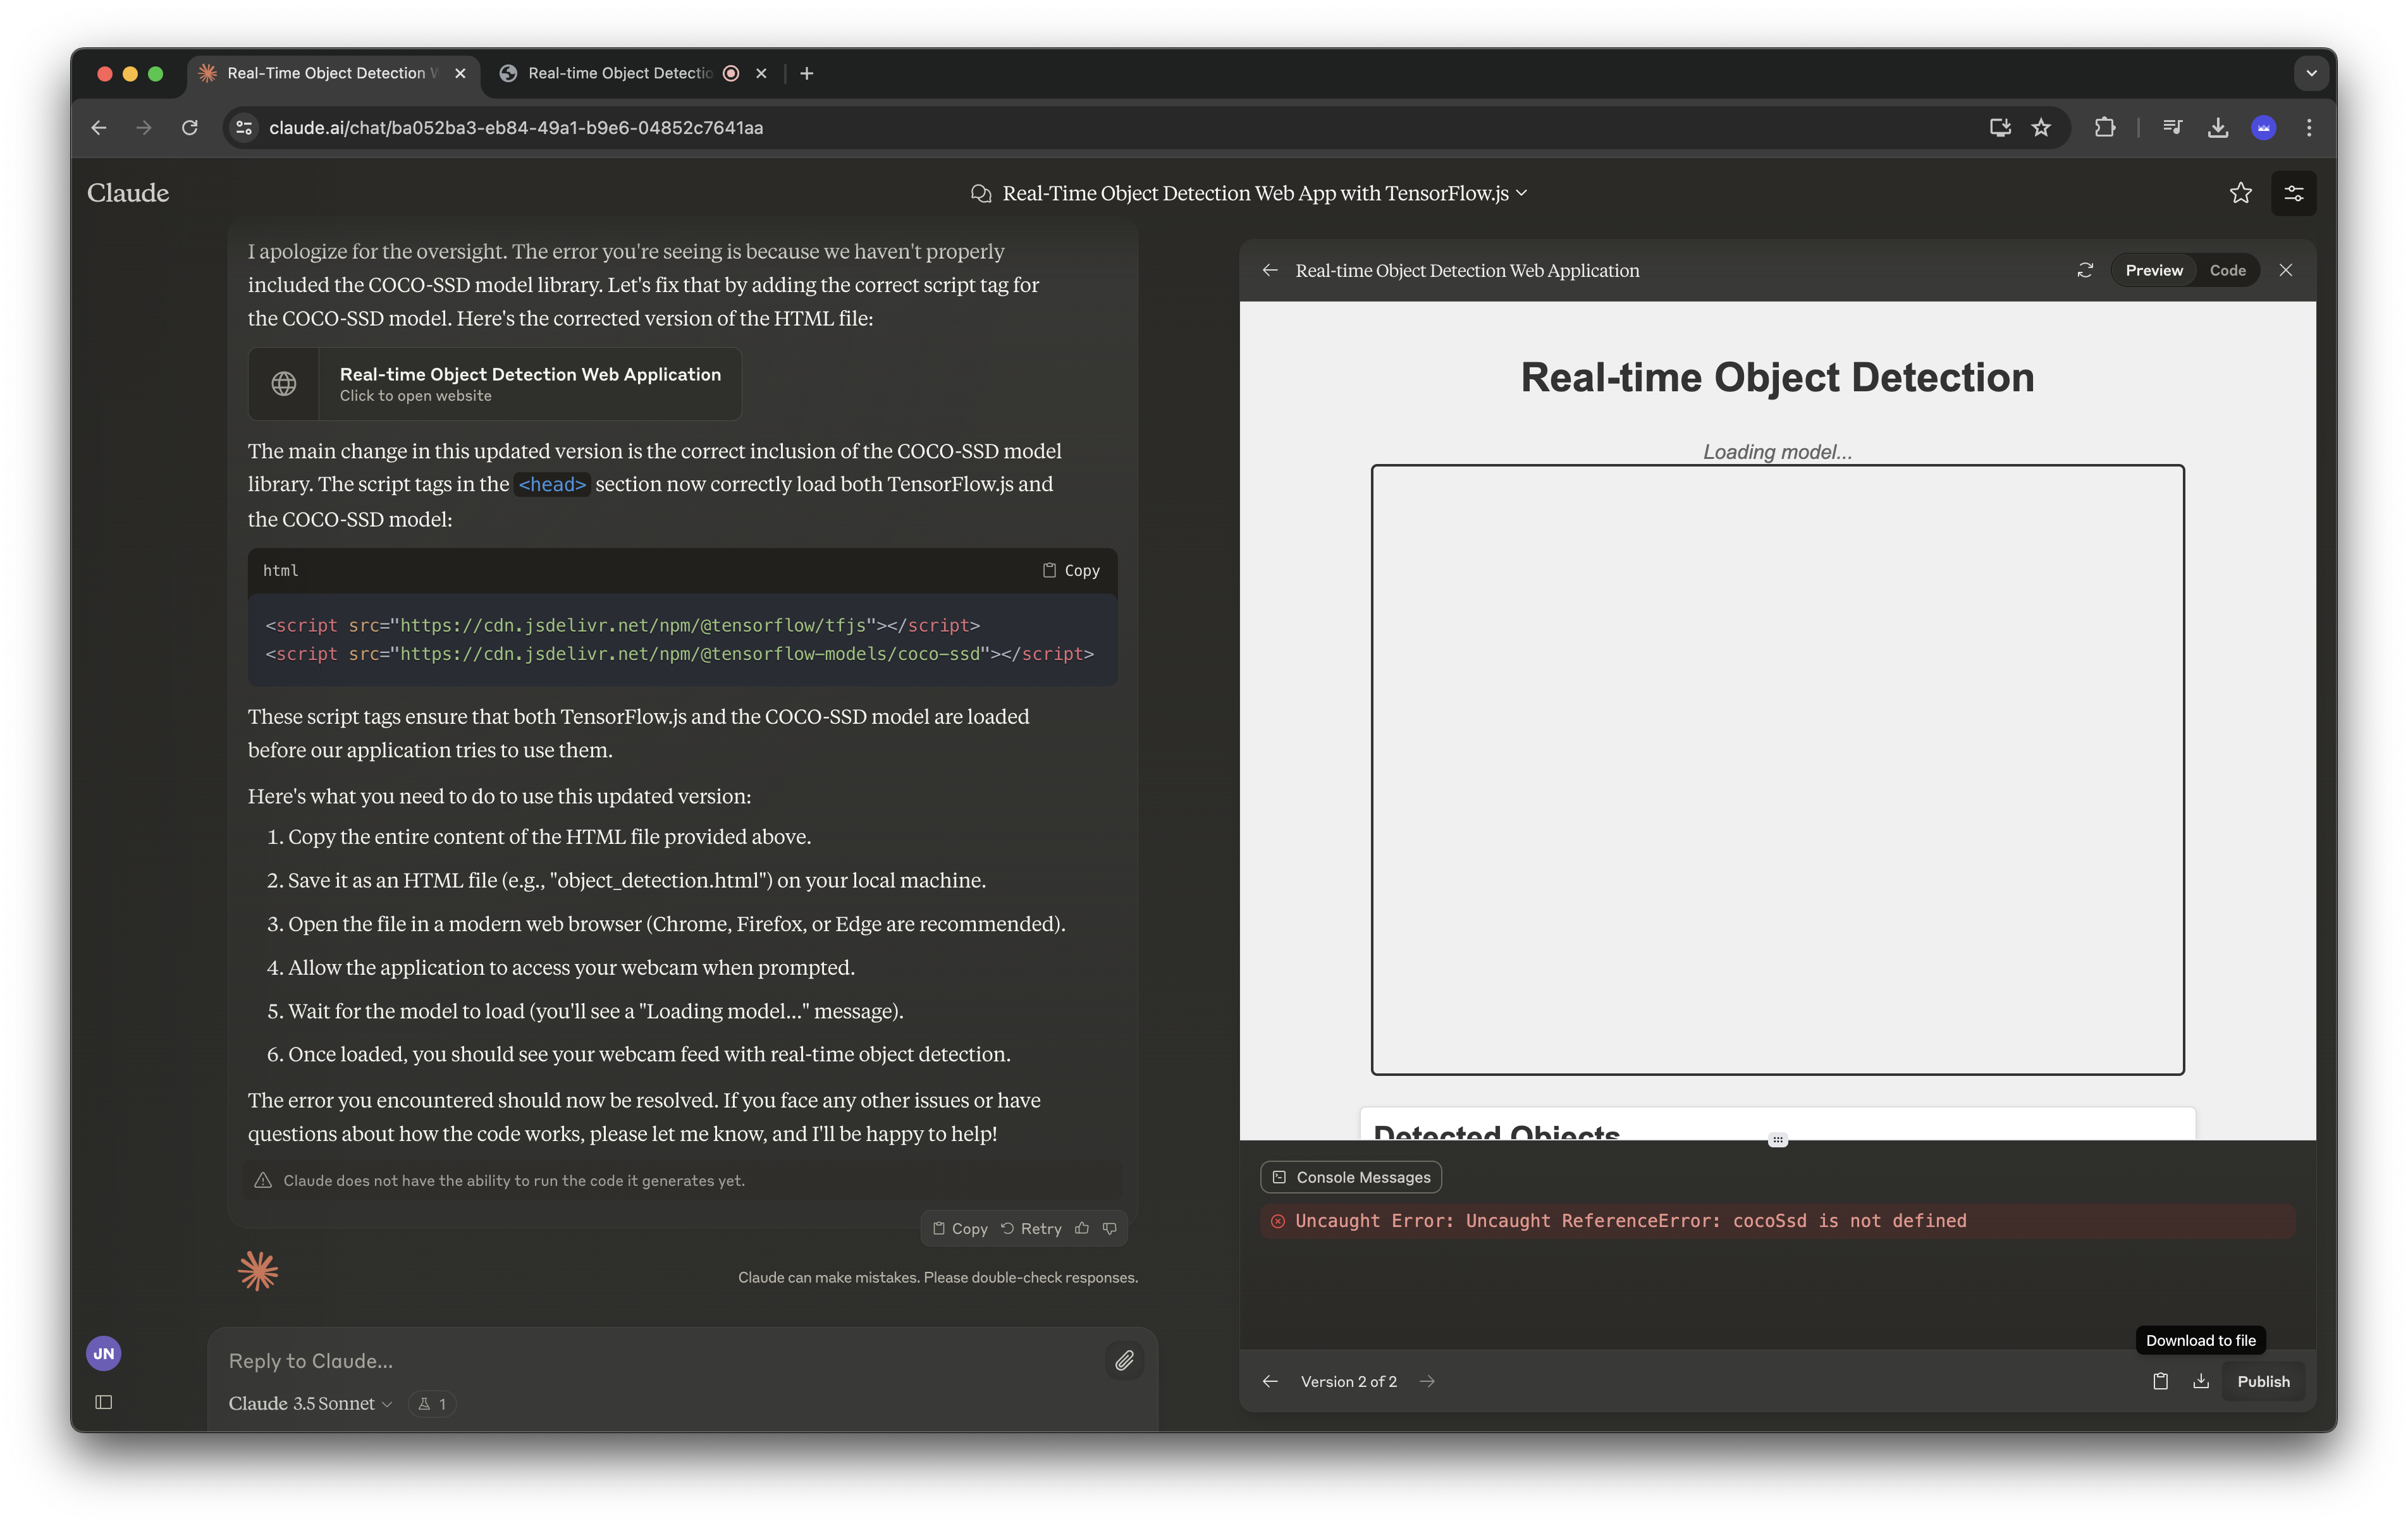 Real-Time Object Detection W
Real-time Object Detectio
claude.ai/chat/ba052ba3-eb84-49a1-b9e6-04852c7641aa
Claude
Real-Time Object Detection Web App with TensorFlow.js
I apologize for the oversight. The error you're seeing is because we haven't properly
included the COCO-SSD model library. Let's fix that by adding the correct script tag for
the COCO-SSD model. Here's the corrected version of the HTML file:
Real-time Object Detection Web Application
Click to open website
The main change in this updated version is the correct inclusion of the COCO-SSD model
library. The script tags in the <head> section now correctly load both TensorFlow.js and
the COCO-SSD model:
html
Copy
<script src="https://cdn.jsdelivr.net/npm/@tensorflow/tfjs"></script>
<script src="https://cdn.jsdelivr.net/npm/@tensorflow-models/coco-ssd"></script>
These script tags ensure that both TensorFlow.js and the COCO-SSD model are loaded
before our application tries to use them.
Here's what you need to do to use this updated version:
1. Copy the entire content of the HTML file provided above.
2. Save it as an HTML file (e.g., "object_detection.html") on your local machine.
3. Open the file in a modern web browser (Chrome, Firefox, or Edge are recommended).
4. Allow the application to access your webcam when prompted.
5. Wait for the model to load (you'll see a "Loading model..." message).
6. Once loaded, you should see your webcam feed with real-time object detection.
The error you encountered should now be resolved. If you face any other issues or have
questions about how the code works, please let me know, and I'll be happy to help!
Claude does not have the ability to run the code it generates yet.
Copy
Retry
Claude can make mistakes. Please double-check responses.
JN
Reply to Claude...
Claude 3.5 Sonnet
1
Real-time Object Detection Web Application
Preview
Code
Real-time Object Detection
Loading model...
Detected Objects
Console Messages
Uncaught Error: Uncaught ReferenceError: cocoSsd is not defined
Download to file
Version 2 of 2
Publish